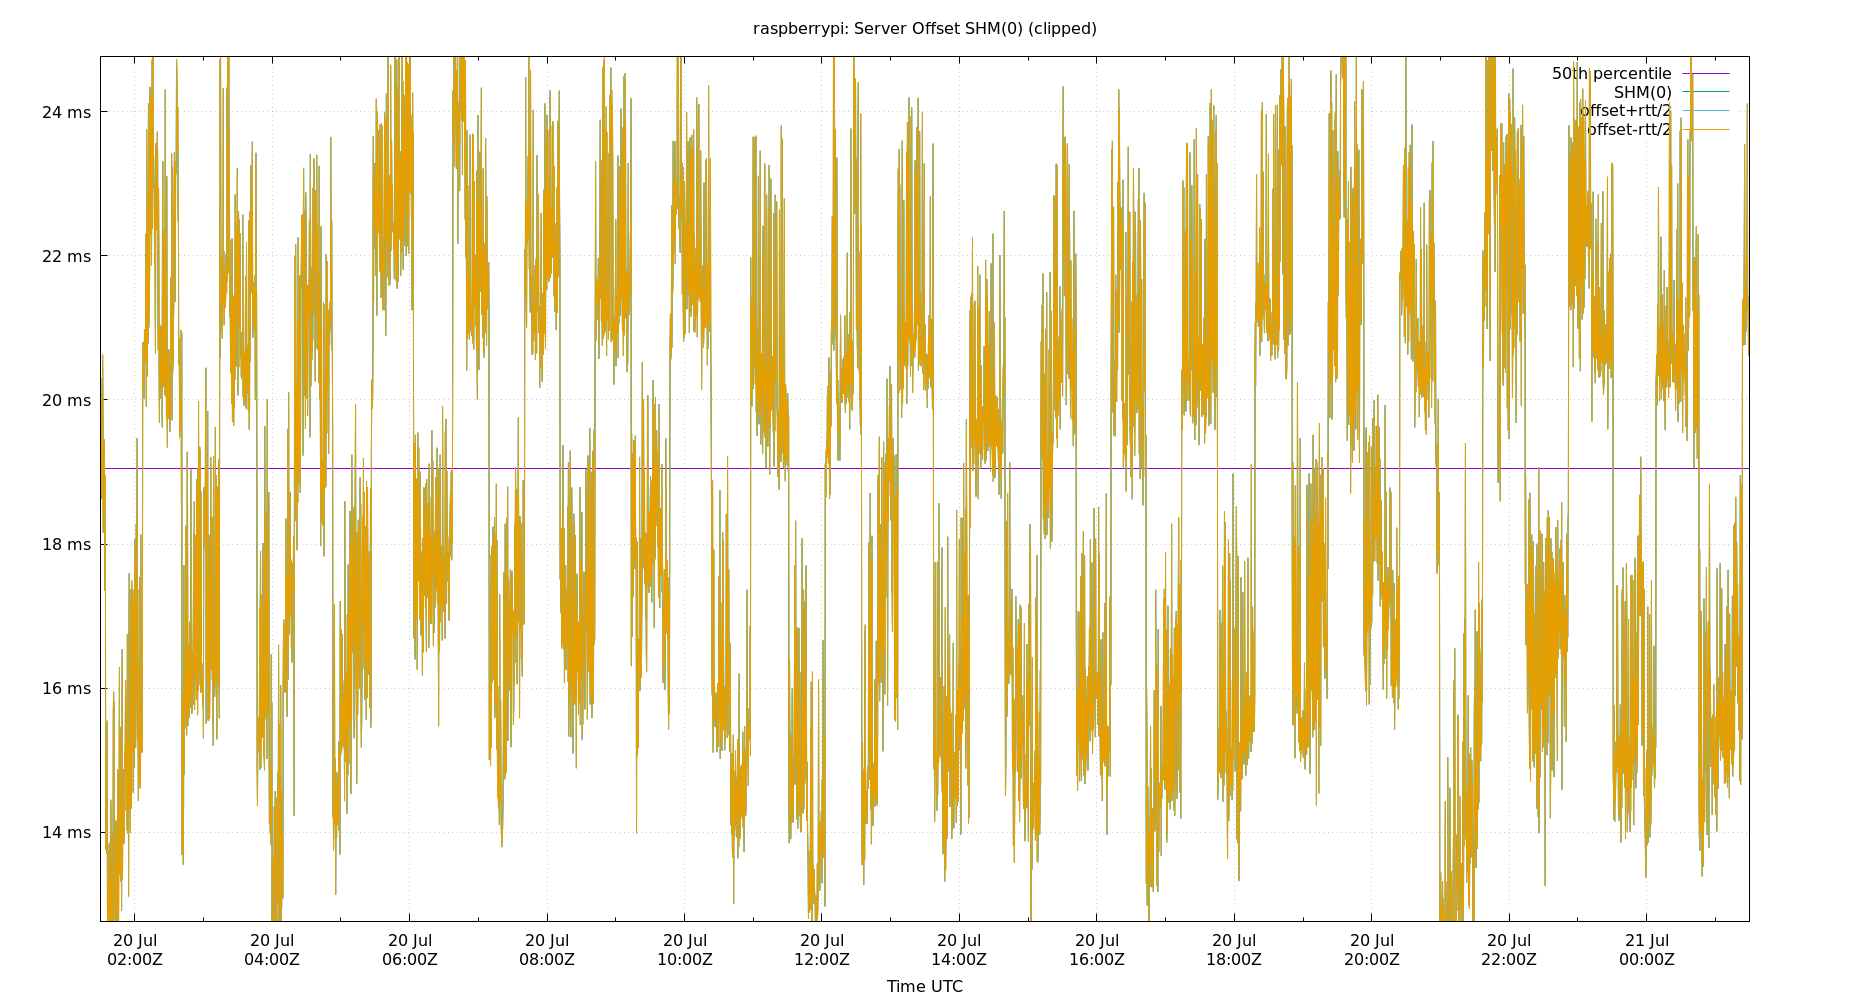 raspberrypi: Server Offset SHM(0) (clipped)
50th percentile
SHM(0)
offset+rtt/2
offset-rtt/2
24 ms
22 ms
20 ms
18 ms
16 ms
14 ms
20 Jul 20 Jul 20 Jul 20 Jul 20 Jul 20 Jul 20 Jul 20 Jul 20 Jul 20 Jul 20 Jul 21 Jul
02:00Z 04:00Z 06:00Z 08:00Z 10:00Z 12:00Z 14:00Z 16:00Z 18:00Z 20:00Z 22:00Z 00:00Z
Time UTC